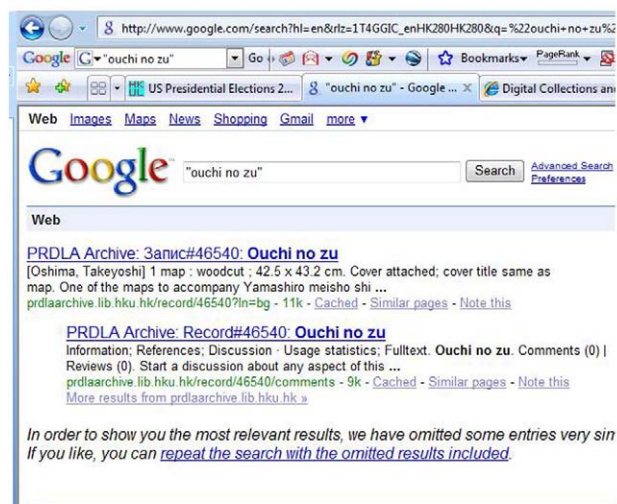 http://www.google.com/search?hl=en&rlz=1T4GGIC_enHK280HK280&q=%22ouchi+no+zu%2
Google "ouchi no zu" Go Bookmarks PageRank
US Presidential Elections 2... "ouchi no zu" - Google ... Digital Collections an
Web Images Maps News Shopping Gmail more
Google "ouchi no zu" Search Advanced Search
Preferences
Web
PRDLA Archive: Запис#46540: Ouchi no zu
[Oshima, Takeyoshi] 1 map : woodcut ; 42.5 x 43.2 cm. Cover attached; cover title same as
map. One of the maps to accompany Yamashiro meisho shi ...
prdlaarchive.lib.hku.hk/record/46540?ln=bg - 11k - Cached - Similar pages - Note this
PRDLA Archive: Record#46540: Ouchi no zu
Information; References; Discussion · Usage statistics; Fulltext. Ouchi no zu. Comments (0) |
Reviews (0). Start a discussion about any aspect of this ...
prdlaarchive.lib.hku.hk/record/46540/comments - 9k - Cached - Similar pages - Note this
More results from prdlaarchive.lib.hku.hk »
In order to show you the most relevant results, we have omitted some entries very sim
If you like, you can repeat the search with the omitted results included.